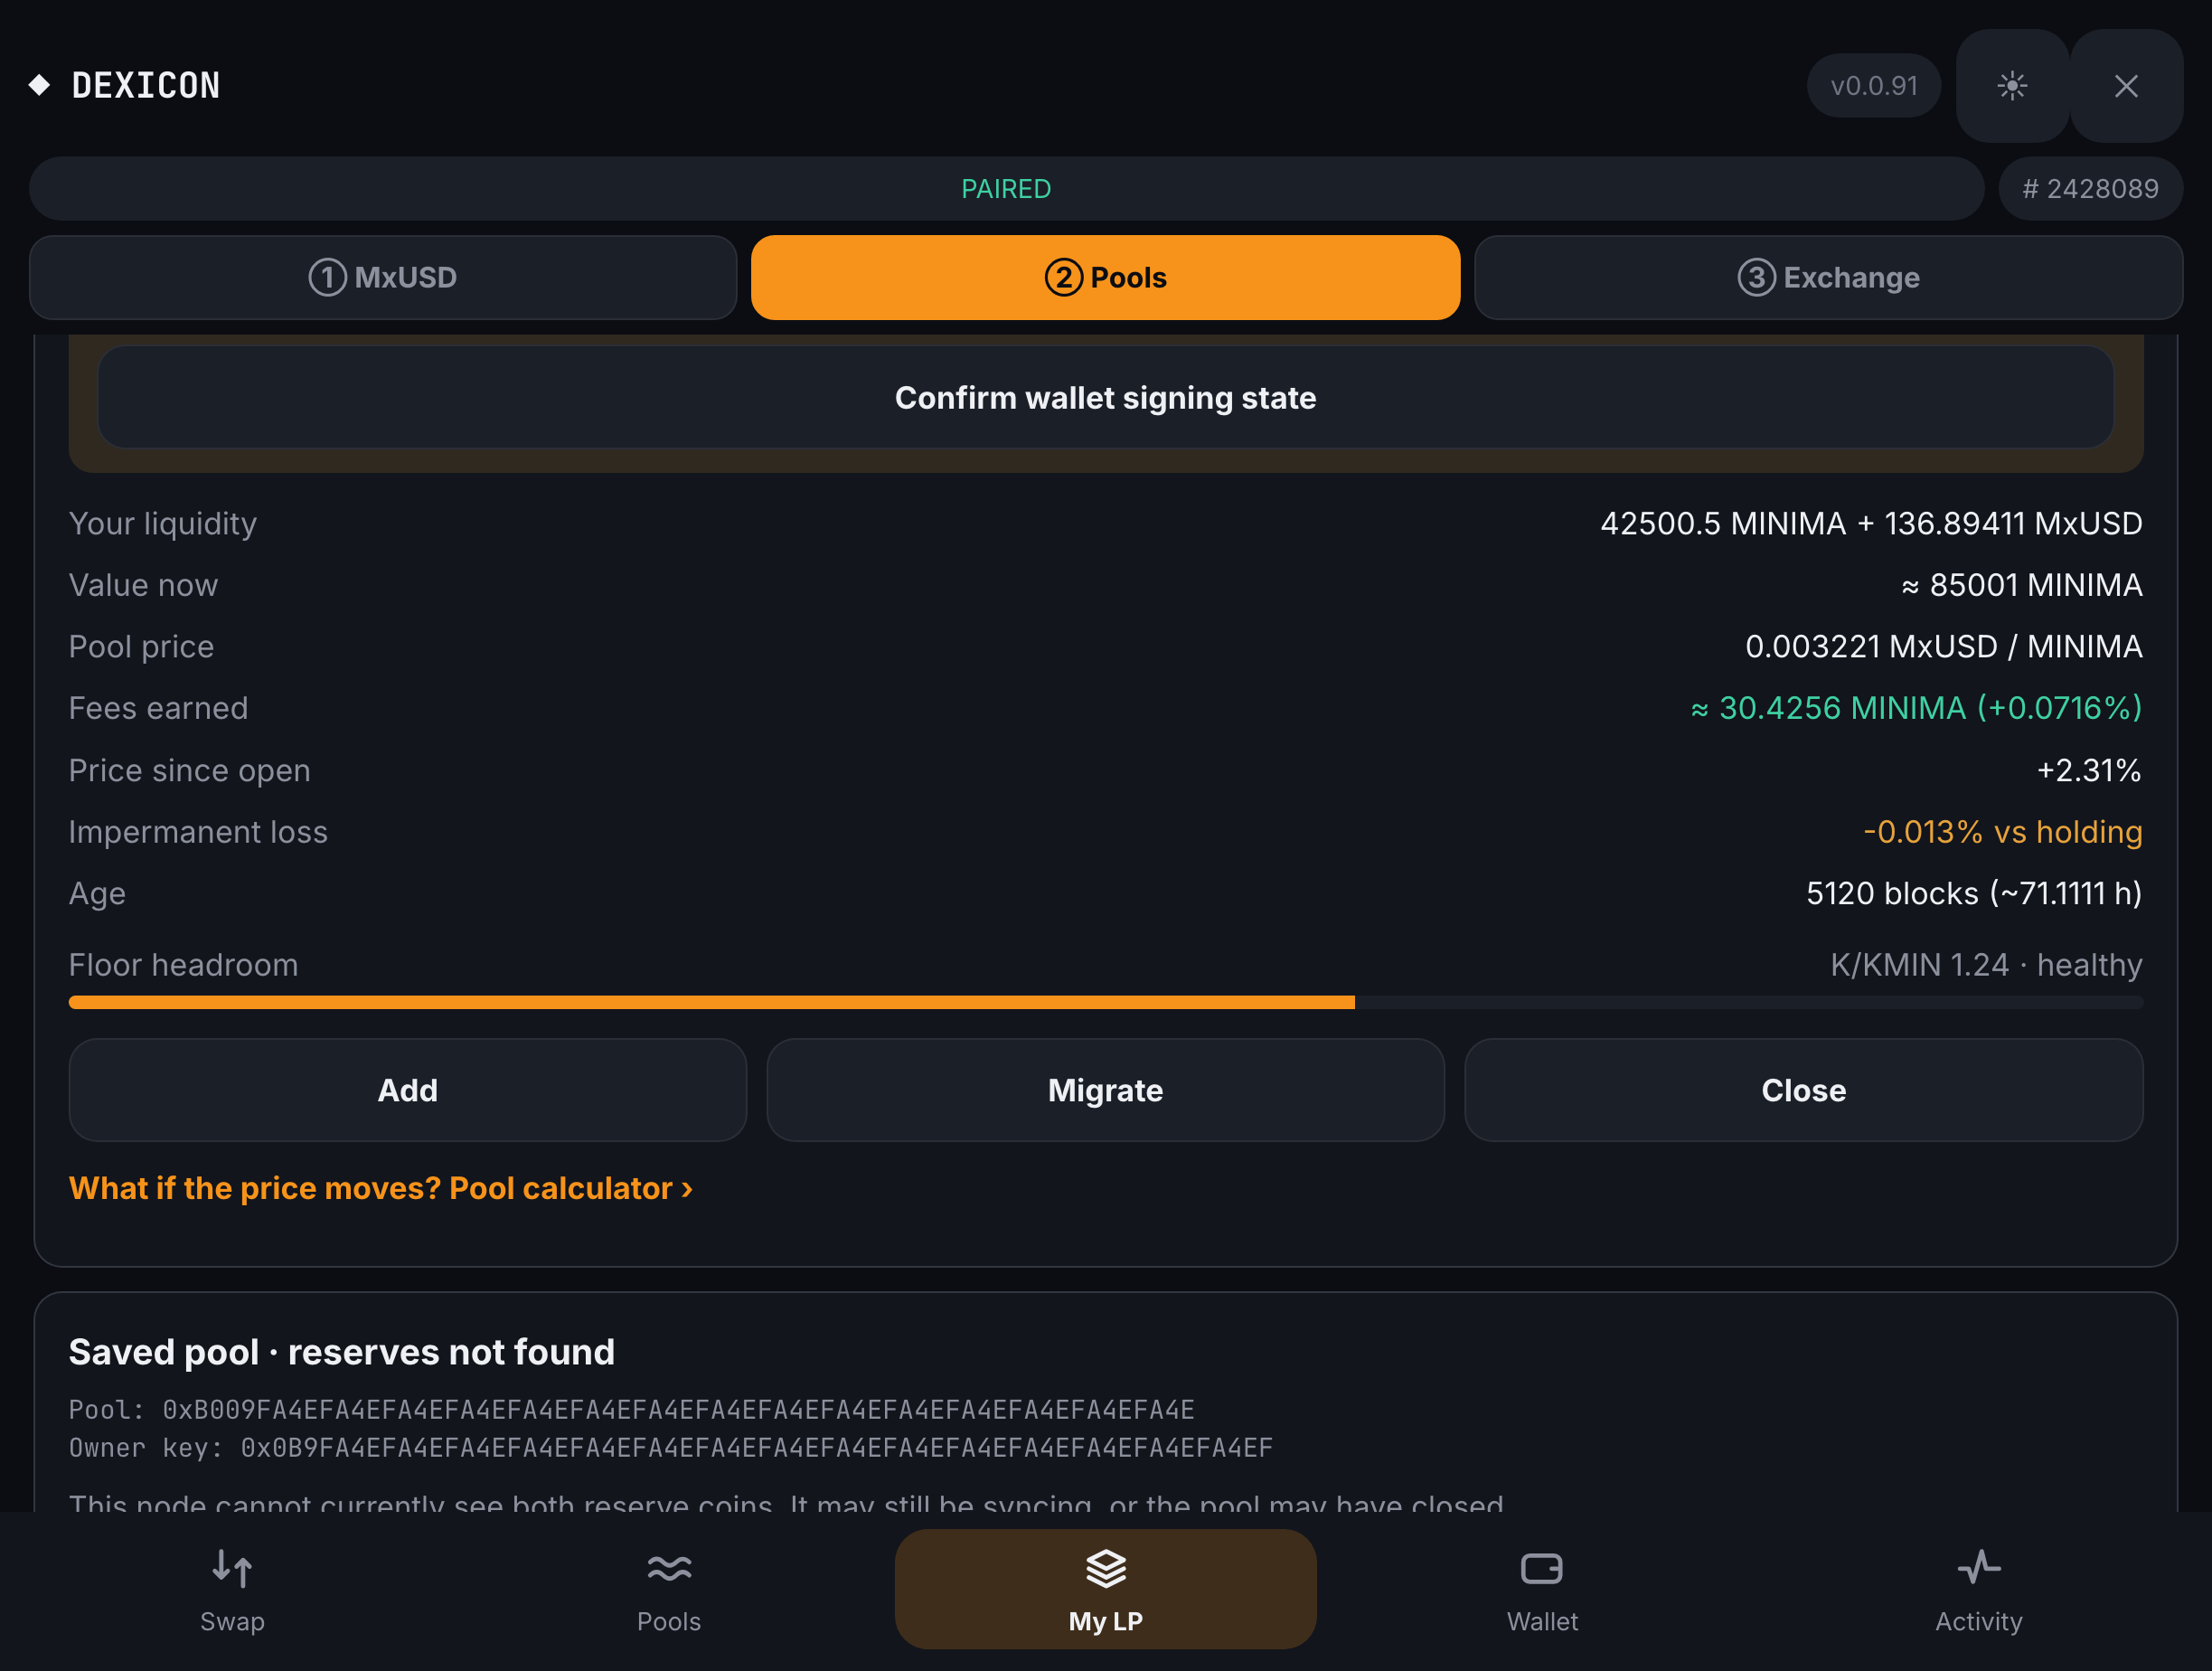 DEXICON
v0.0.91
PAIRED
# 2428089
① MxUSD
② Pools
③ Exchange
Confirm wallet signing state
Your liquidity 42500.5 MINIMA + 136.89411 MxUSD
Value now ≈ 85001 MINIMA
Pool price 0.003221 MxUSD / MINIMA
Fees earned ≈ 30.4256 MINIMA (+0.0716%)
Price since open +2.31%
Impermanent loss -0.013% vs holding
Age 5120 blocks (~71.1111 h)
Floor headroom K/KMIN 1.24 · healthy
Add
Migrate
Close
What if the price moves? Pool calculator ›
Saved pool · reserves not found
Pool: 0xB009FA4EFA4EFA4EFA4EFA4EFA4EFA4EFA4EFA4EFA4EFA4EFA4EFA4EFA4EFA4EFA4E
Owner key: 0x0B9FA4EFA4EFA4EFA4EFA4EFA4EFA4EFA4EFA4EFA4EFA4EFA4EFA4EFA4EFA4EF
This node cannot currently see both reserve coins. It may still be syncing, or the pool may have closed.
Swap
Pools
My LP
Wallet
Activity